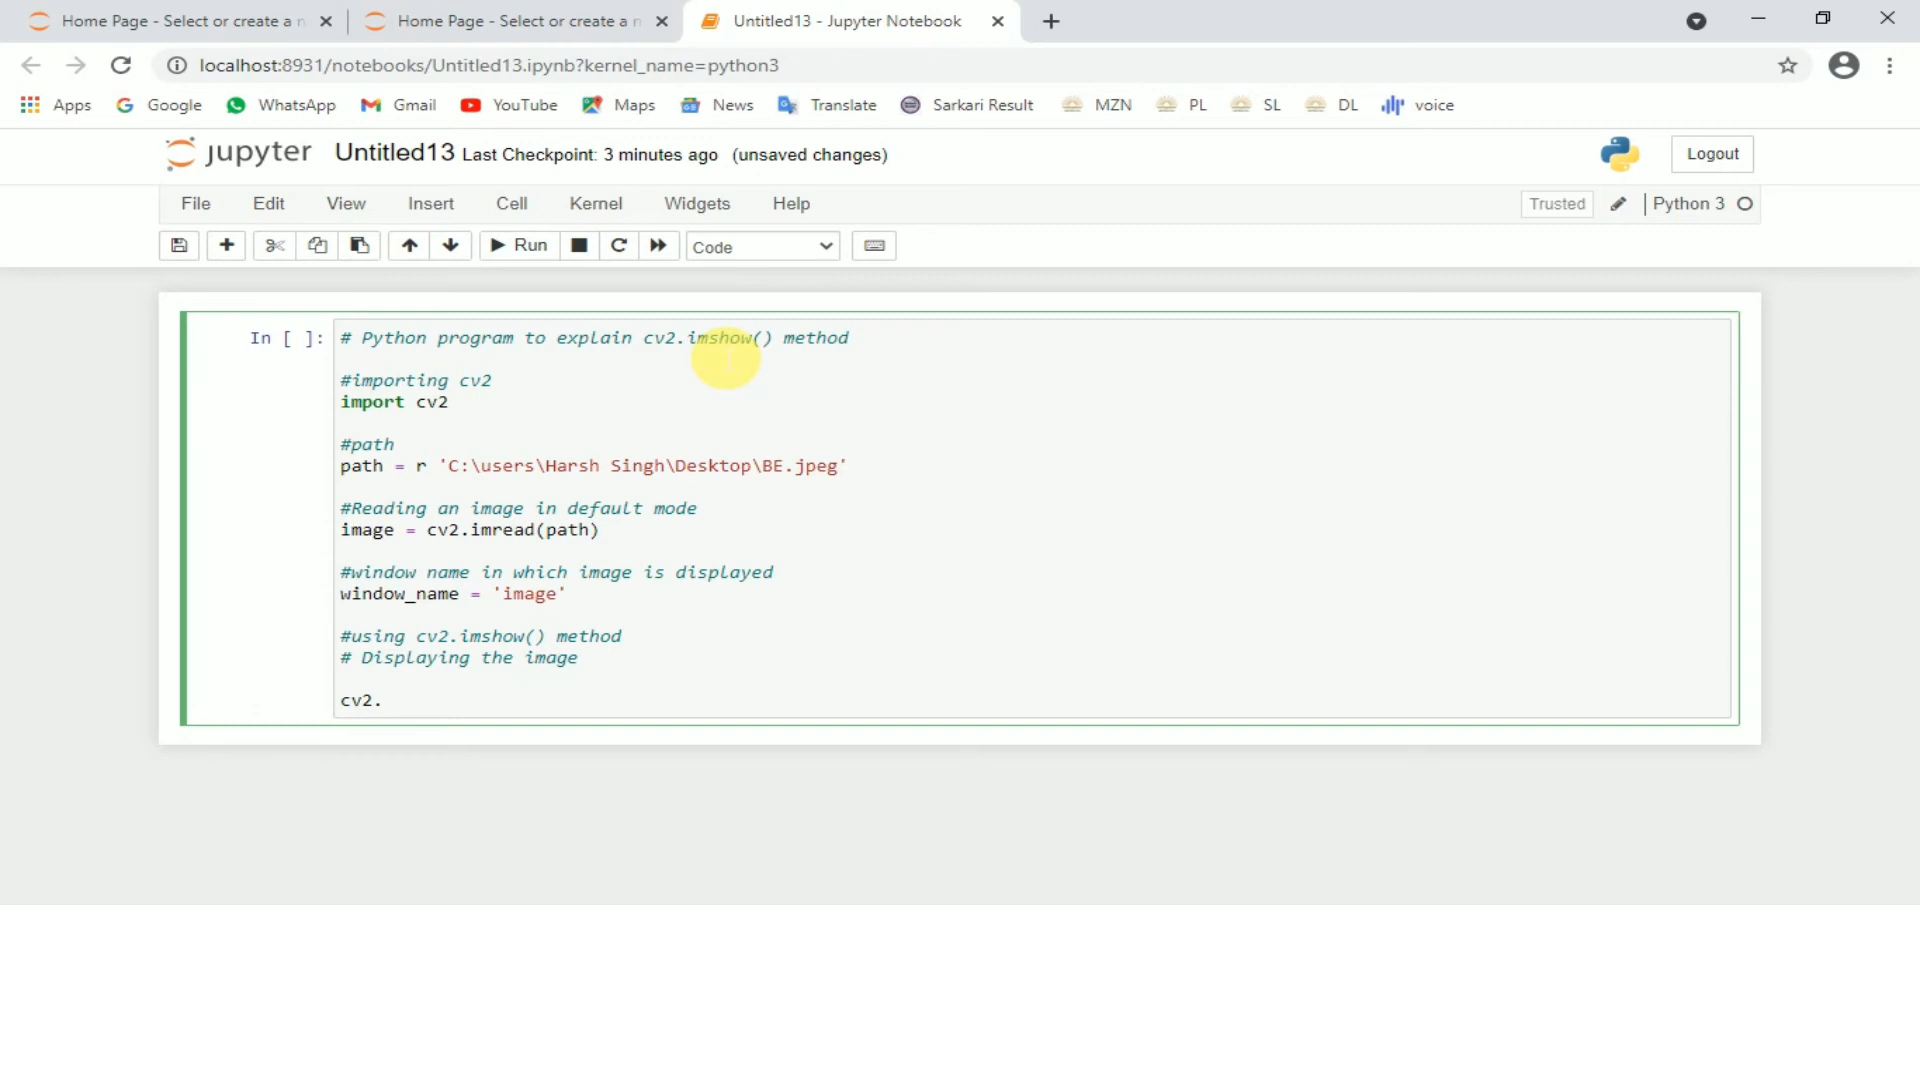 Home Page - Select or create a n
Home Page - Select or create a n
Untitled13 - Jupyter Notebook
localhost:8931/notebooks/Untitled13.ipynb?kernel_name=python3
Apps Google WhatsApp Gmail YouTube Maps News Translate Sarkari Result MZN PL SL DL voice
jupyter Untitled13 Last Checkpoint: 3 minutes ago (unsaved changes) Logout
File Edit View Insert Cell Kernel Widgets Help Trusted Python 3
Run Code
In [ ]: # Python program to explain cv2.imshow() method
#importing cv2
import cv2
#path
path = r 'C:\users\Harsh Singh\Desktop\BE.jpeg'
#Reading an image in default mode
image = cv2.imread(path)
#window name in which image is displayed
window_name = 'image'
#using cv2.imshow() method
# Displaying the image
cv2.